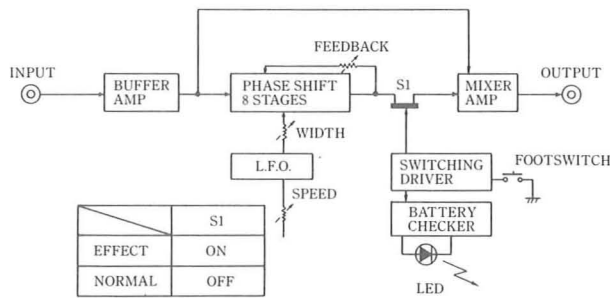 FEEDBACK
INPUT
BUFFER
AMP
PHASE SHIFT
8 STAGES
S1
MIXER
AMP
OUTPUT
WIDTH
L.F.O.
SPEED
SWITCHING
DRIVER
FOOTSWITCH
BATTERY
CHECKER
LED
S1
EFFECT ON
NORMAL OFF